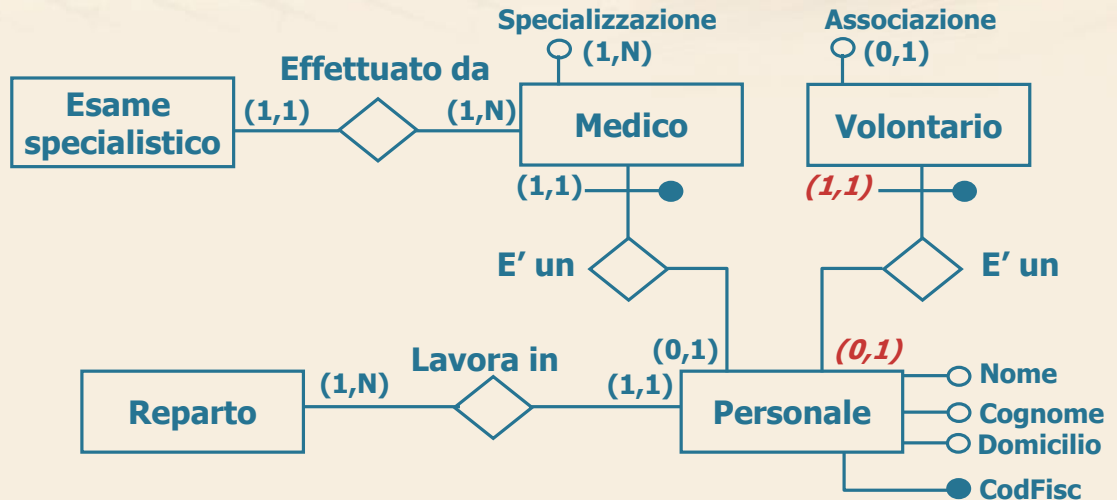 Specializzazione
(1,N)
Associazione
(0,1)
Effettuato da
Esame
specialistico
(1,1)
(1,N)
Medico
Volontario
(1,1)
(1,1)
E’ un
E’ un
Lavora in
(0,1)
(0,1)
Reparto
(1,N)
(1,1)
Personale
Nome
Cognome
Domicilio
CodFisc